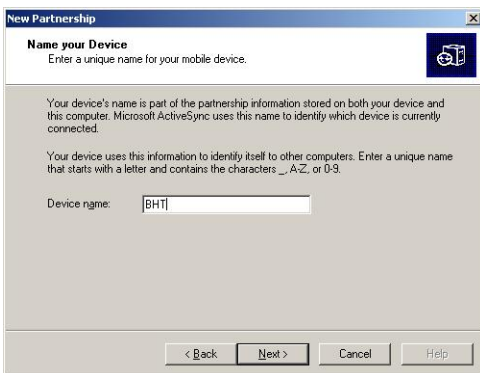 New Partnership
Name your Device
Enter a unique name for your mobile device.
Your device's name is part of the partnership information stored on both your device and
this computer. Microsoft ActiveSync uses this name to identify which device is currently
connected.
Your device uses this information to identify itself to other computers. Enter a unique name
that starts with a letter and contains the characters _, A-Z, or 0-9.
Device name: BHT
< Back Next > Cancel Help